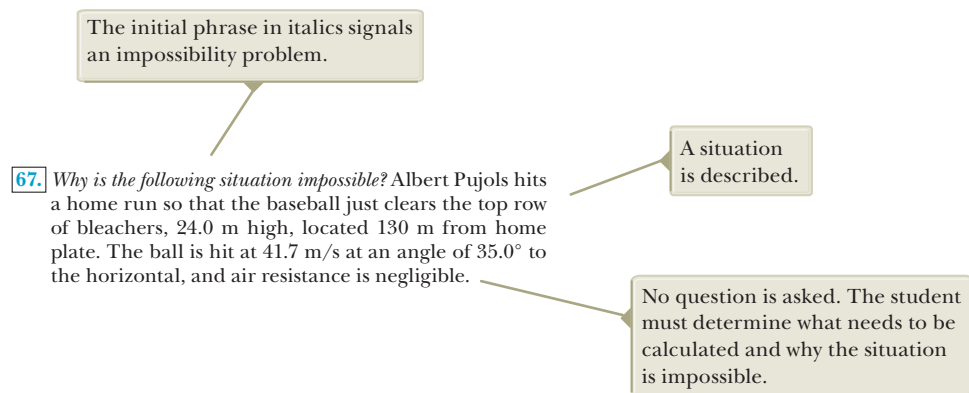 The initial phrase in italics signals
an impossibility problem.
A situation
is described.
67. Why is the following situation impossible? Albert Pujols hits
a home run so that the baseball just clears the top row
of bleachers, 24.0 m high, located 130 m from home
plate. The ball is hit at 41.7 m/s at an angle of 35.0° to
the horizontal, and air resistance is negligible.
No question is asked. The student
must determine what needs to be
calculated and why the situation
is impossible.